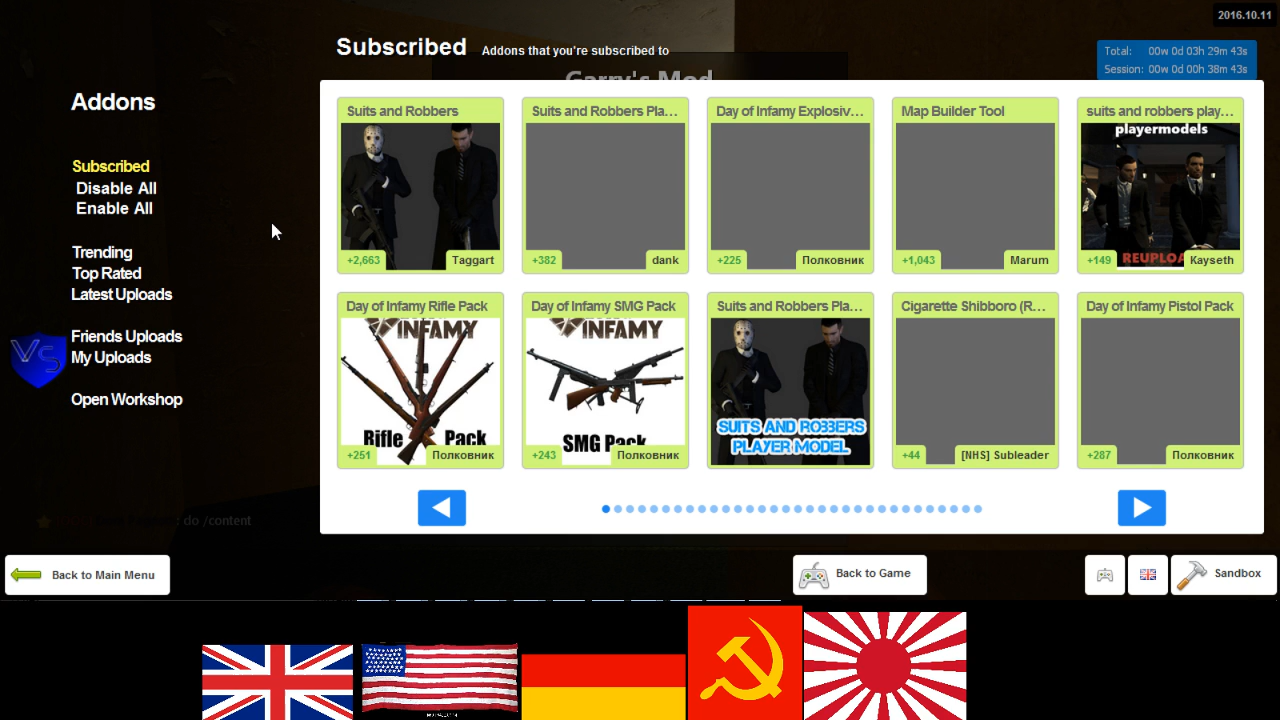 2016.10.11
Subscribed Addons that you're subscribed to
Total: 00w 0d 03h 29m 43s
Session: 00w 0d 00h 38m 43s
Garry's Mod
Addons
Subscribed
Disable All
Enable All
Trending
Top Rated
Latest Uploads
Friends Uploads
My Uploads
Open Workshop
VS
Suits and Robbers
+2,663 Taggart
Suits and Robbers Pla...
+382 dank
Day of Infamy Explosiv...
+225 Полковник
Map Builder Tool
+1,043 Marum
suits and robbers play...
playermodels
REUPLOA
+149 Kayseth
Day of Infamy Rifle Pack
INFAMY
Rifle Pack
+251 Полковник
Day of Infamy SMG Pack
INFAMY
SMG Pack
+243 Полковник
Suits and Robbers Pla...
SUITS AND ROBBERS
PLAYER MODEL
Cigarette Shibboro (R...
+44 [NHS] Subleader
Day of Infamy Pistol Pack
+287 Полковник
do /content
Back to Main Menu
Back to Game
Sandbox